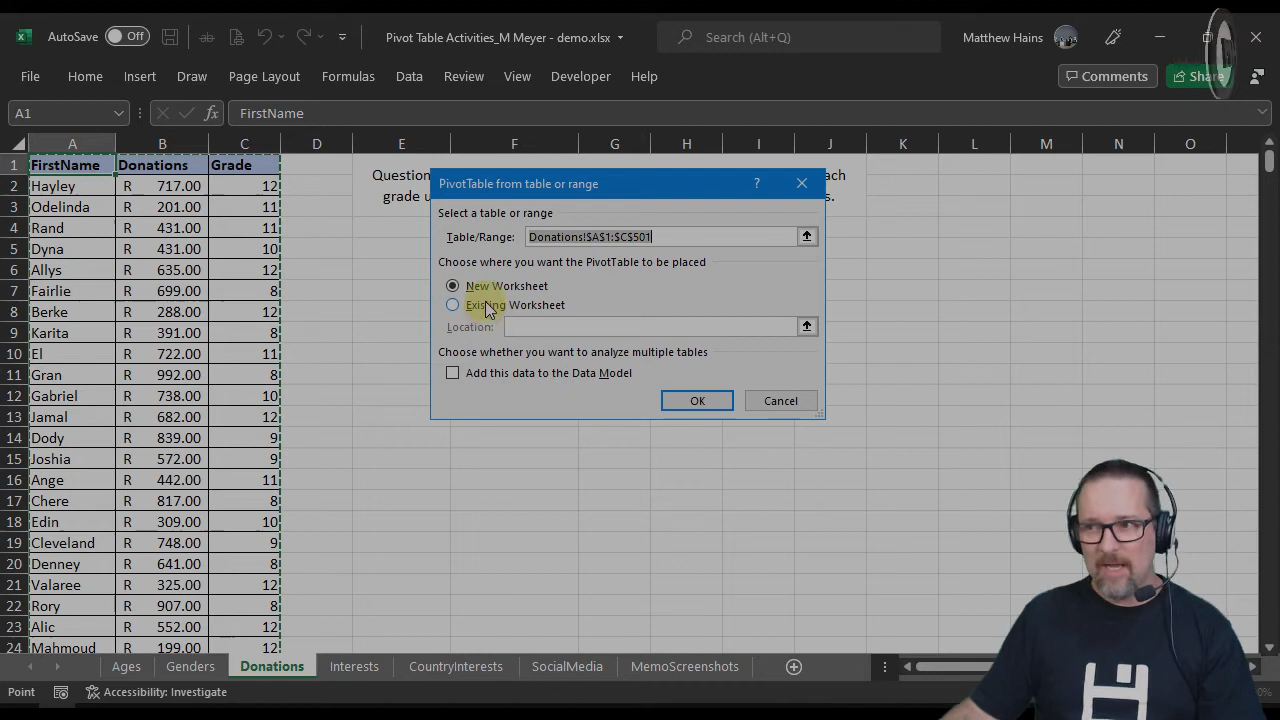 AutoSave Off Pivot Table Activities_M Meyer - demo.xlsx Search (Alt+Q) Matthew Hains
File Home Insert Draw Page Layout Formulas Data Review View Developer Help Comments Share
A1 fx FirstName
A B C D E F G H I J K L M N O
1 FirstName Donations Grade
2 Hayley R 717.00 12
3 Odelinda R 201.00 11
4 Rand R 431.00 11
5 Dyna R 431.00 10
6 Allys R 635.00 12
7 Fairlie R 699.00 8
8 Berke R 288.00 12
9 Karita R 391.00 8
10 El R 722.00 11
11 Gran R 992.00 8
12 Gabriel R 738.00 10
13 Jamal R 682.00 12
14 Dody R 839.00 9
15 Joshia R 572.00 9
16 Ange R 442.00 11
17 Chere R 817.00 8
18 Edin R 309.00 10
19 Cleveland R 748.00 9
20 Denney R 641.00 8
21 Valaree R 325.00 12
22 Rory R 907.00 8
23 Alic R 552.00 12
24 Mahmoud R 199.00 12
Question ach
grade u s.
PivotTable from table or range ?
Select a table or range
Table/Range: Donations!$A$1:$C$501
Choose where you want the PivotTable to be placed
New Worksheet
Existing Worksheet
Location:
Choose whether you want to analyze multiple tables
Add this data to the Data Model
OK Cancel
Ages Genders Donations Interests CountryInterests SocialMedia MemoScreenshots
Point Accessibility: Investigate